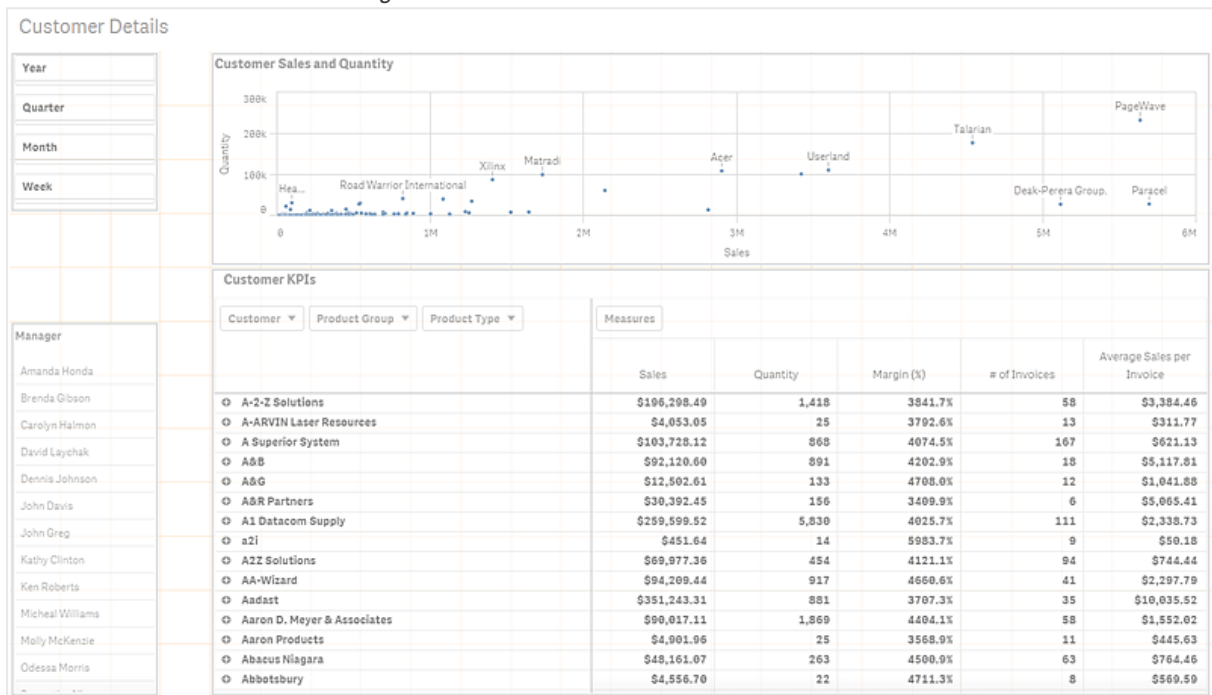 Customer Details
Year
Quarter
Month
Week
Customer Sales and Quantity
300k
200k
100k
0
Quantity
PageWave
Talarian
Acer
Userland
Xilinx
Matradi
Hea...
Road Warrior International
Deak-Perera Group.
Paracel
0 1M 2M 3M 4M 5M 6M
Sales
Manager
Amanda Honda
Brenda Gibson
Carolyn Halmon
David Laychak
Dennis Johnson
John Davis
John Greg
Kathy Clinton
Ken Roberts
Micheal Williams
Molly McKenzie
Odessa Morris
Customer KPIs
Customer Product Group Product Type Measures
Sales Quantity Margin (%) # of Invoices Average Sales per
Invoice
A-2-Z Solutions $196,298.49 1,418 3841.7% 58 $3,384.46
A-ARVIN Laser Resources $4,053.05 25 3792.6% 13 $311.77
A Superior System $103,728.12 868 4074.5% 167 $621.13
A&B $92,120.60 891 4202.9% 18 $5,117.81
A&G $12,502.61 133 4708.0% 12 $1,041.88
A&R Partners $30,392.45 156 3409.9% 6 $5,065.41
A1 Datacom Supply $259,599.52 5,830 4025.7% 111 $2,338.73
a2i $451.64 14 5983.7% 9 $50.18
A2Z Solutions $69,977.36 454 4121.1% 94 $744.44
AA-Wizard $94,209.44 917 4660.6% 41 $2,297.79
Aadast $351,243.31 881 3707.3% 35 $10,035.52
Aaron D. Meyer & Associates $90,017.11 1,869 4404.1% 58 $1,552.02
Aaron Products $4,901.96 25 3568.9% 11 $445.63
Abacus Niagara $48,161.07 263 4500.9% 63 $764.46
Abbotsbury $4,556.70 22 4711.3% 8 $569.59